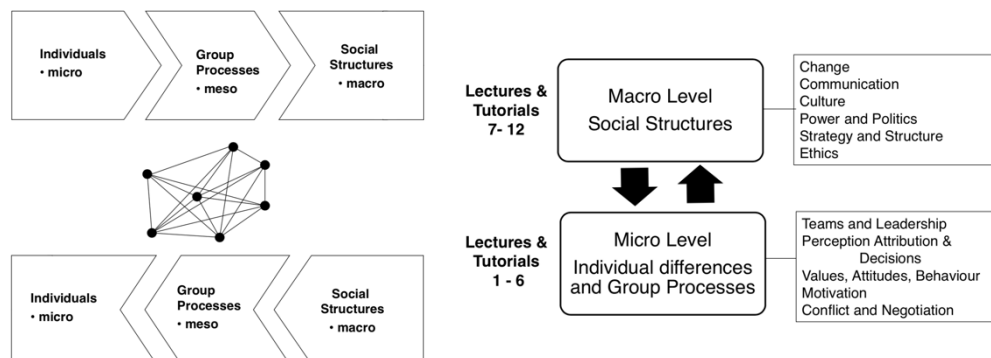 Individuals
• micro
Group
Processes
• meso
Social
Structures
• macro
Individuals
• micro
Group
Processes
• meso
Social
Structures
• macro
Lectures &
Tutorials
7- 12
Macro Level
Social Structures
Change
Communication
Culture
Power and Politics
Strategy and Structure
Ethics
Lectures &
Tutorials
1 - 6
Micro Level
Individual differences
and Group Processes
Teams and Leadership
Perception Attribution &
Decisions
Values, Attitudes, Behaviour
Motivation
Conflict and Negotiation